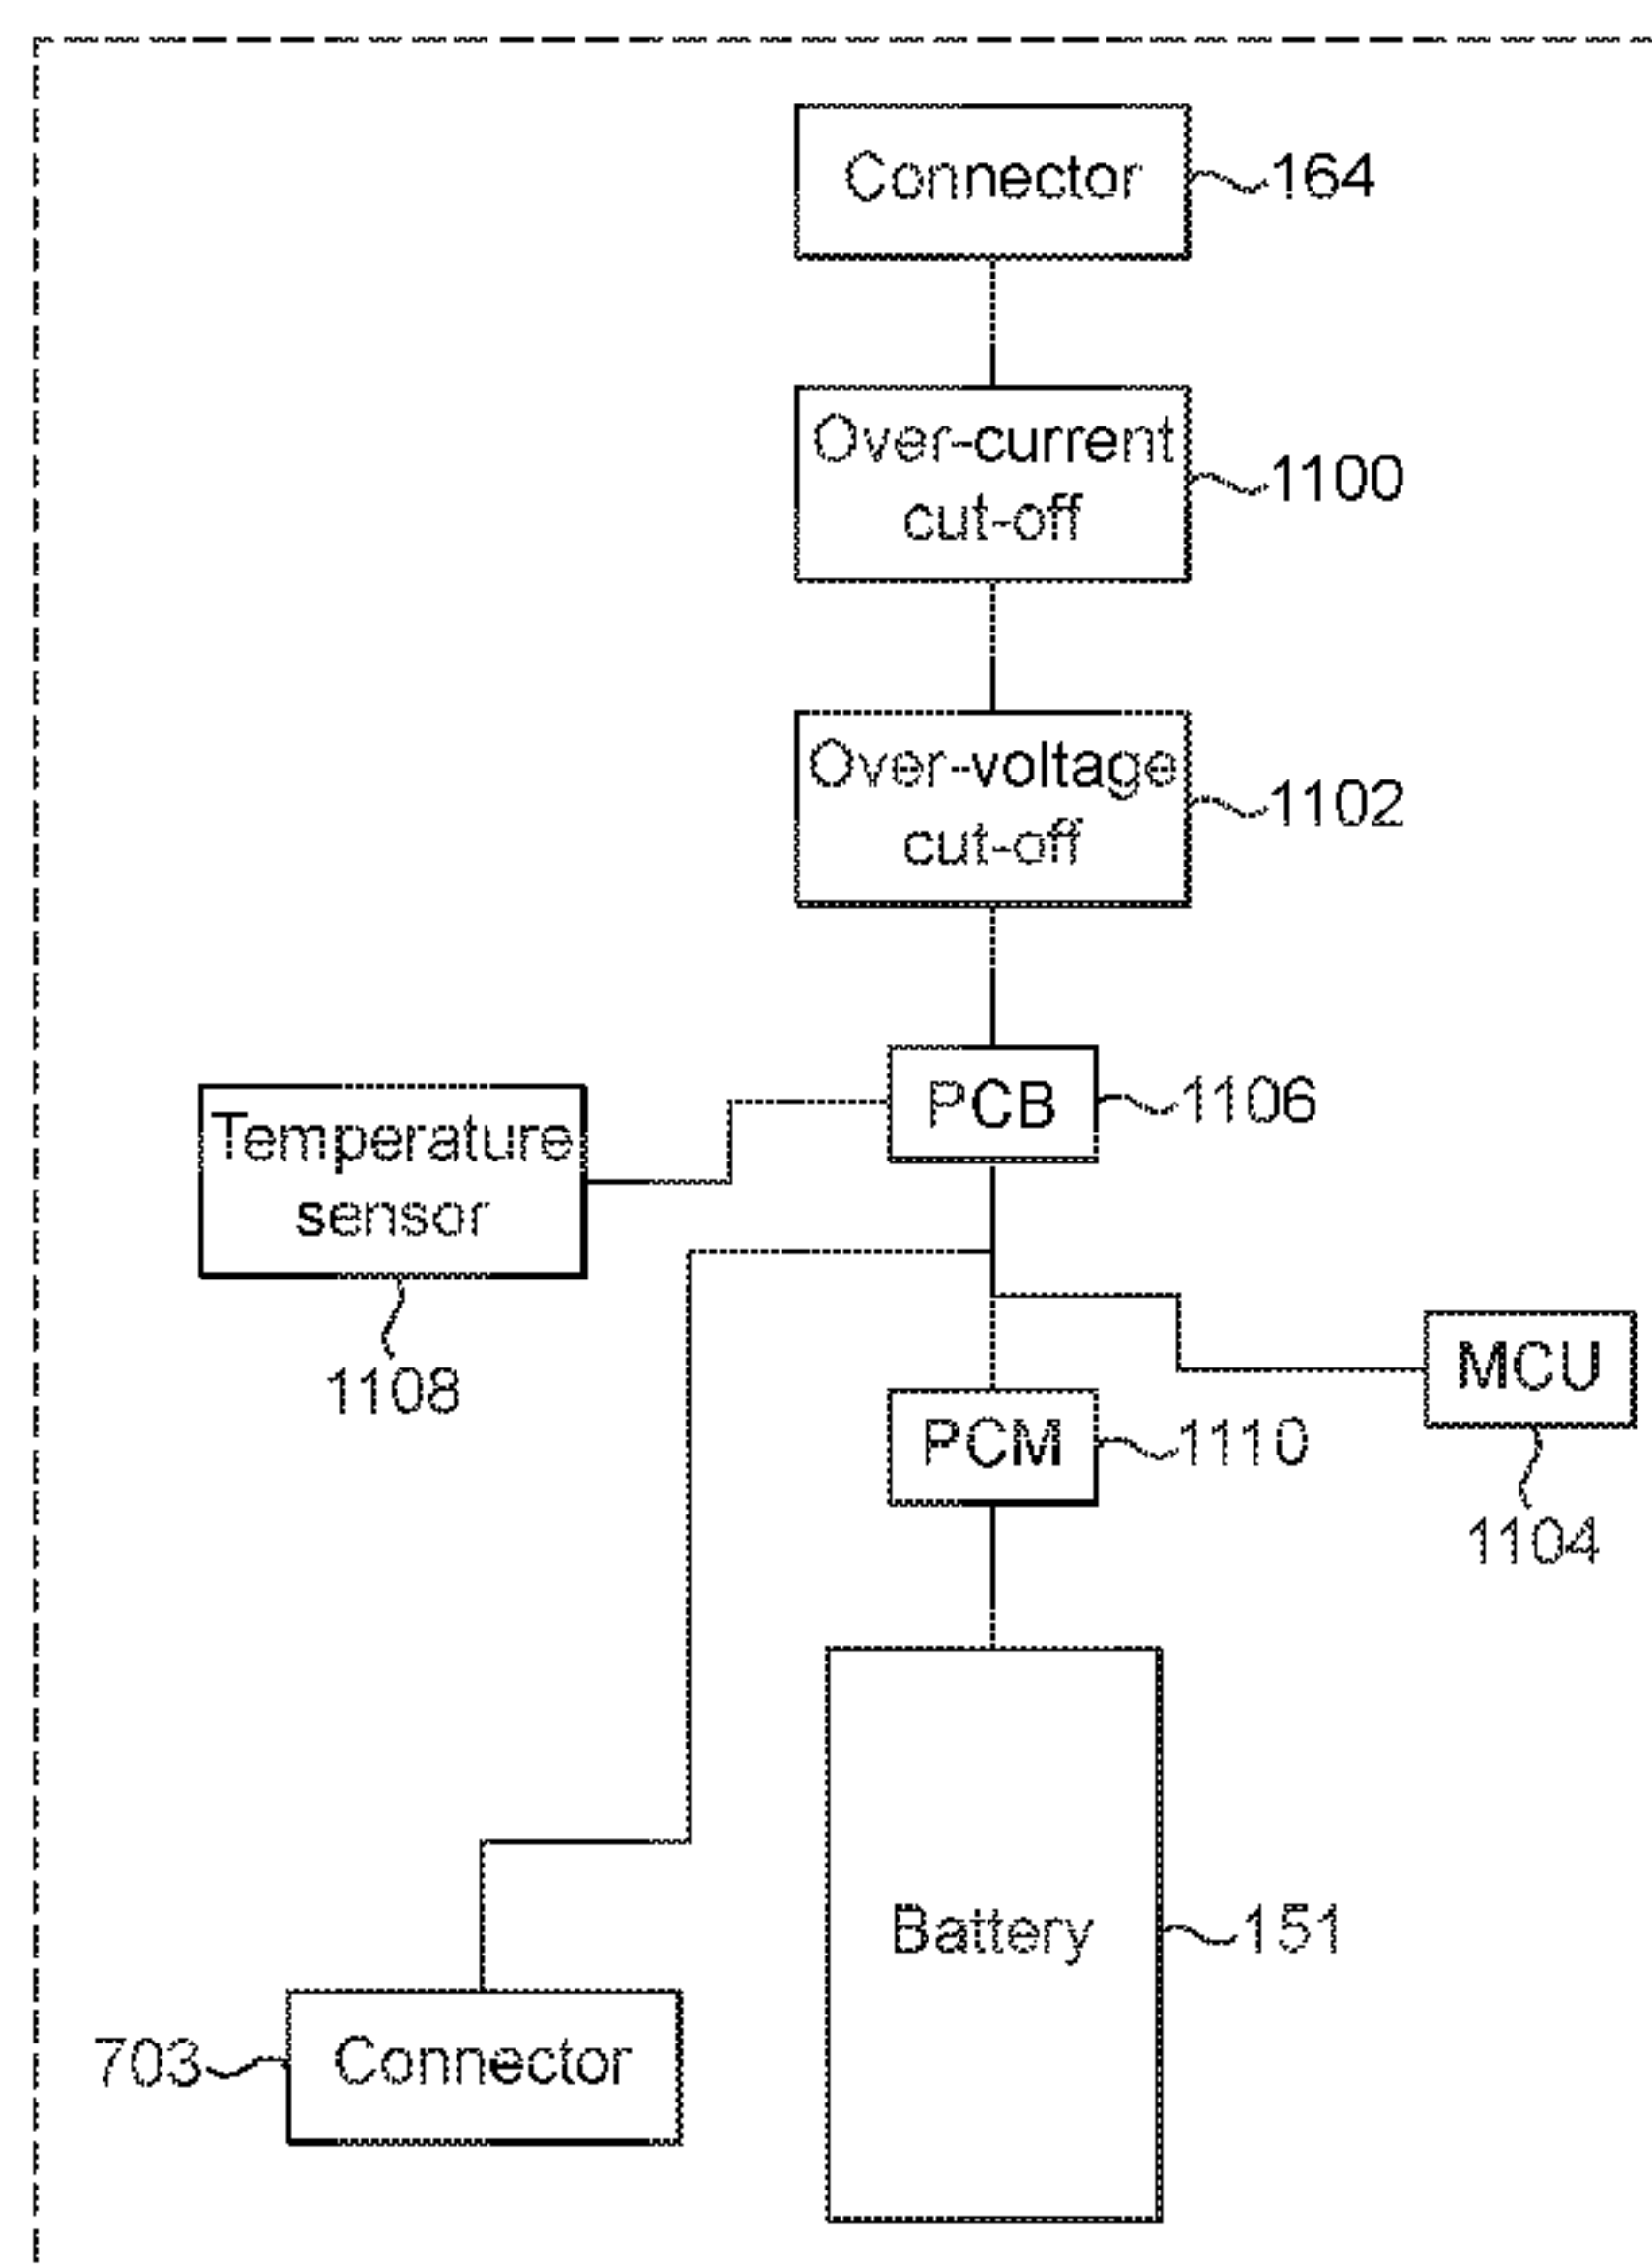 Connector
164
Over-current
cut-off
1100
Over-voltage
cut-off
1102
PCB
1106
Temperature
sensor
1108
MCU
1104
PCM
1110
Battery
151
703
Connector